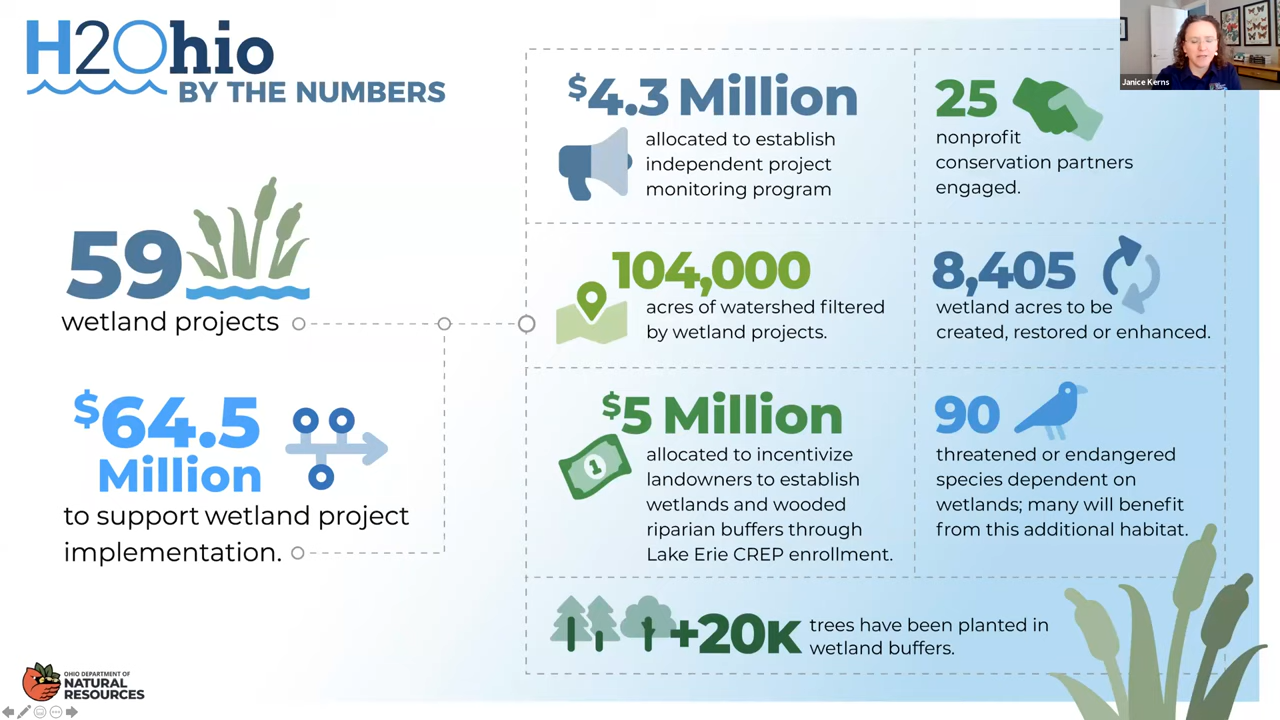 H2Ohio
BY THE NUMBERS
59
wetland projects
$64.5
Million
to support wetland project
implementation.
$4.3 Million
allocated to establish
independent project
monitoring program
25
nonprofit
conservation partners
engaged.
104,000
acres of watershed filtered
by wetland projects.
8,405
wetland acres to be
created, restored or enhanced.
$5 Million
1
allocated to incentivize
landowners to establish
wetlands and wooded
riparian buffers through
Lake Erie CREP enrollment.
90
threatened or endangered
species dependent on
wetlands; many will benefit
from this additional habitat.
+20K
trees have been planted in
wetland buffers.
OHIO DEPARTMENT OF
NATURAL
RESOURCES
Janice Kerns